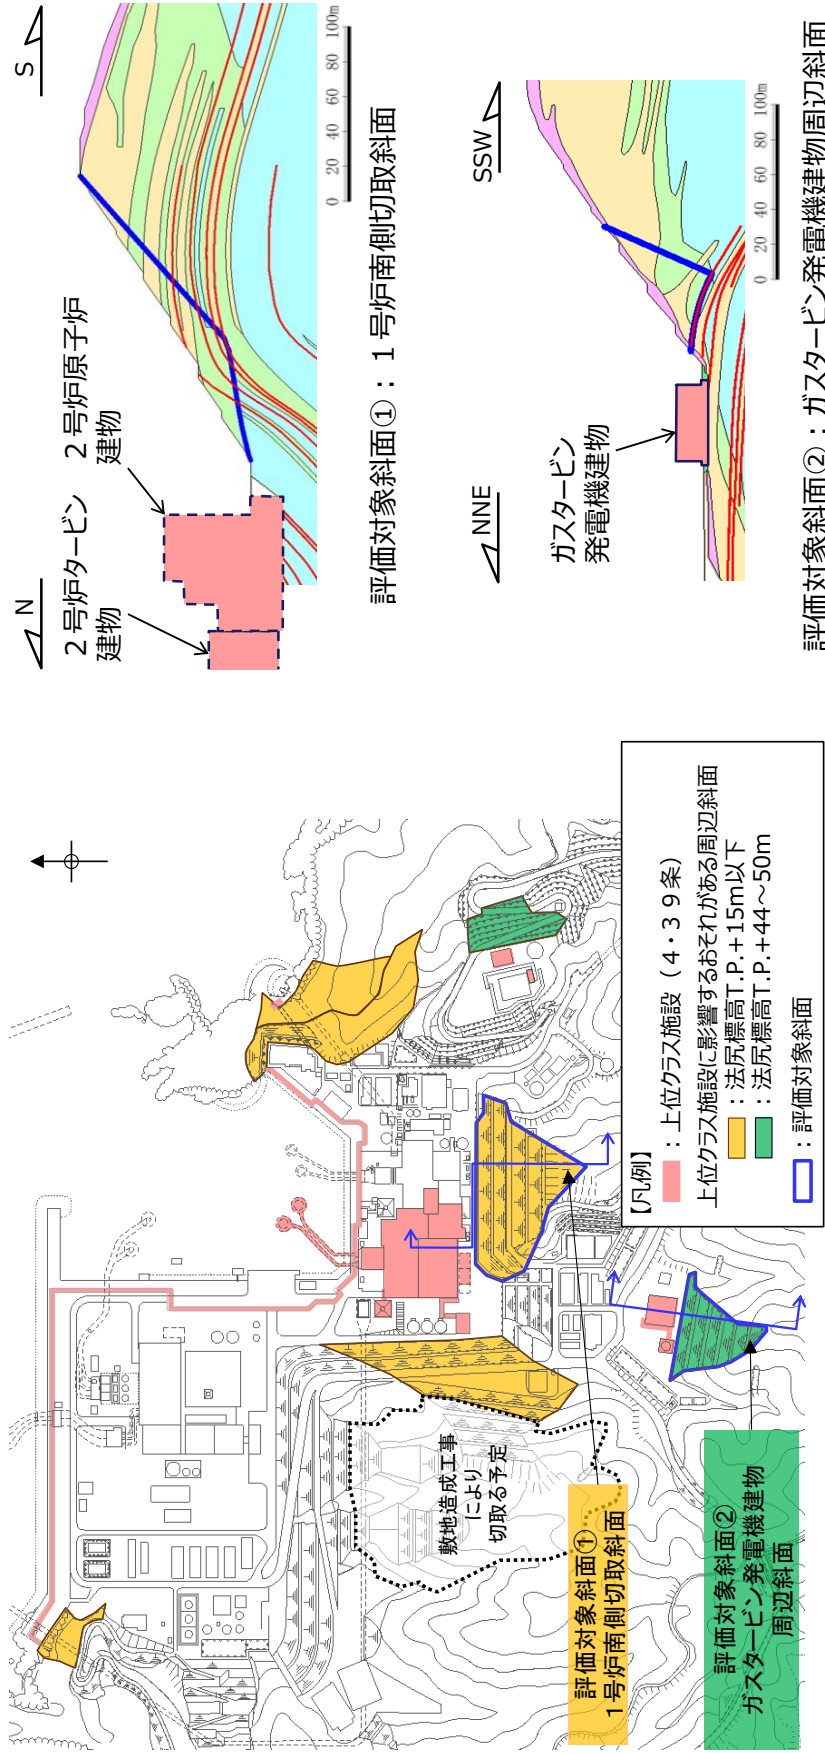 敷地造成工事
により
切取る予定
評価対象斜面①
1号炉南側切取斜面
評価対象斜面②
ガスタービン発電機建物
周辺斜面
【凡例】
：上位クラス施設（4・39条）
上位クラス施設に影響するおそれがある周辺斜面
：法尻標高T.P.+15m以下
：法尻標高T.P.+44～50m
：評価対象斜面
N
S
2号炉タービン
建物
2号炉原子炉
建物
0 20 40 60 80 100m
評価対象斜面①：1号炉南側切取斜面
NNE
SSW
ガスタービン
発電機建物
0 20 40 60 80 100m
評価対象斜面②：ガスタービン発電機建物周辺斜面